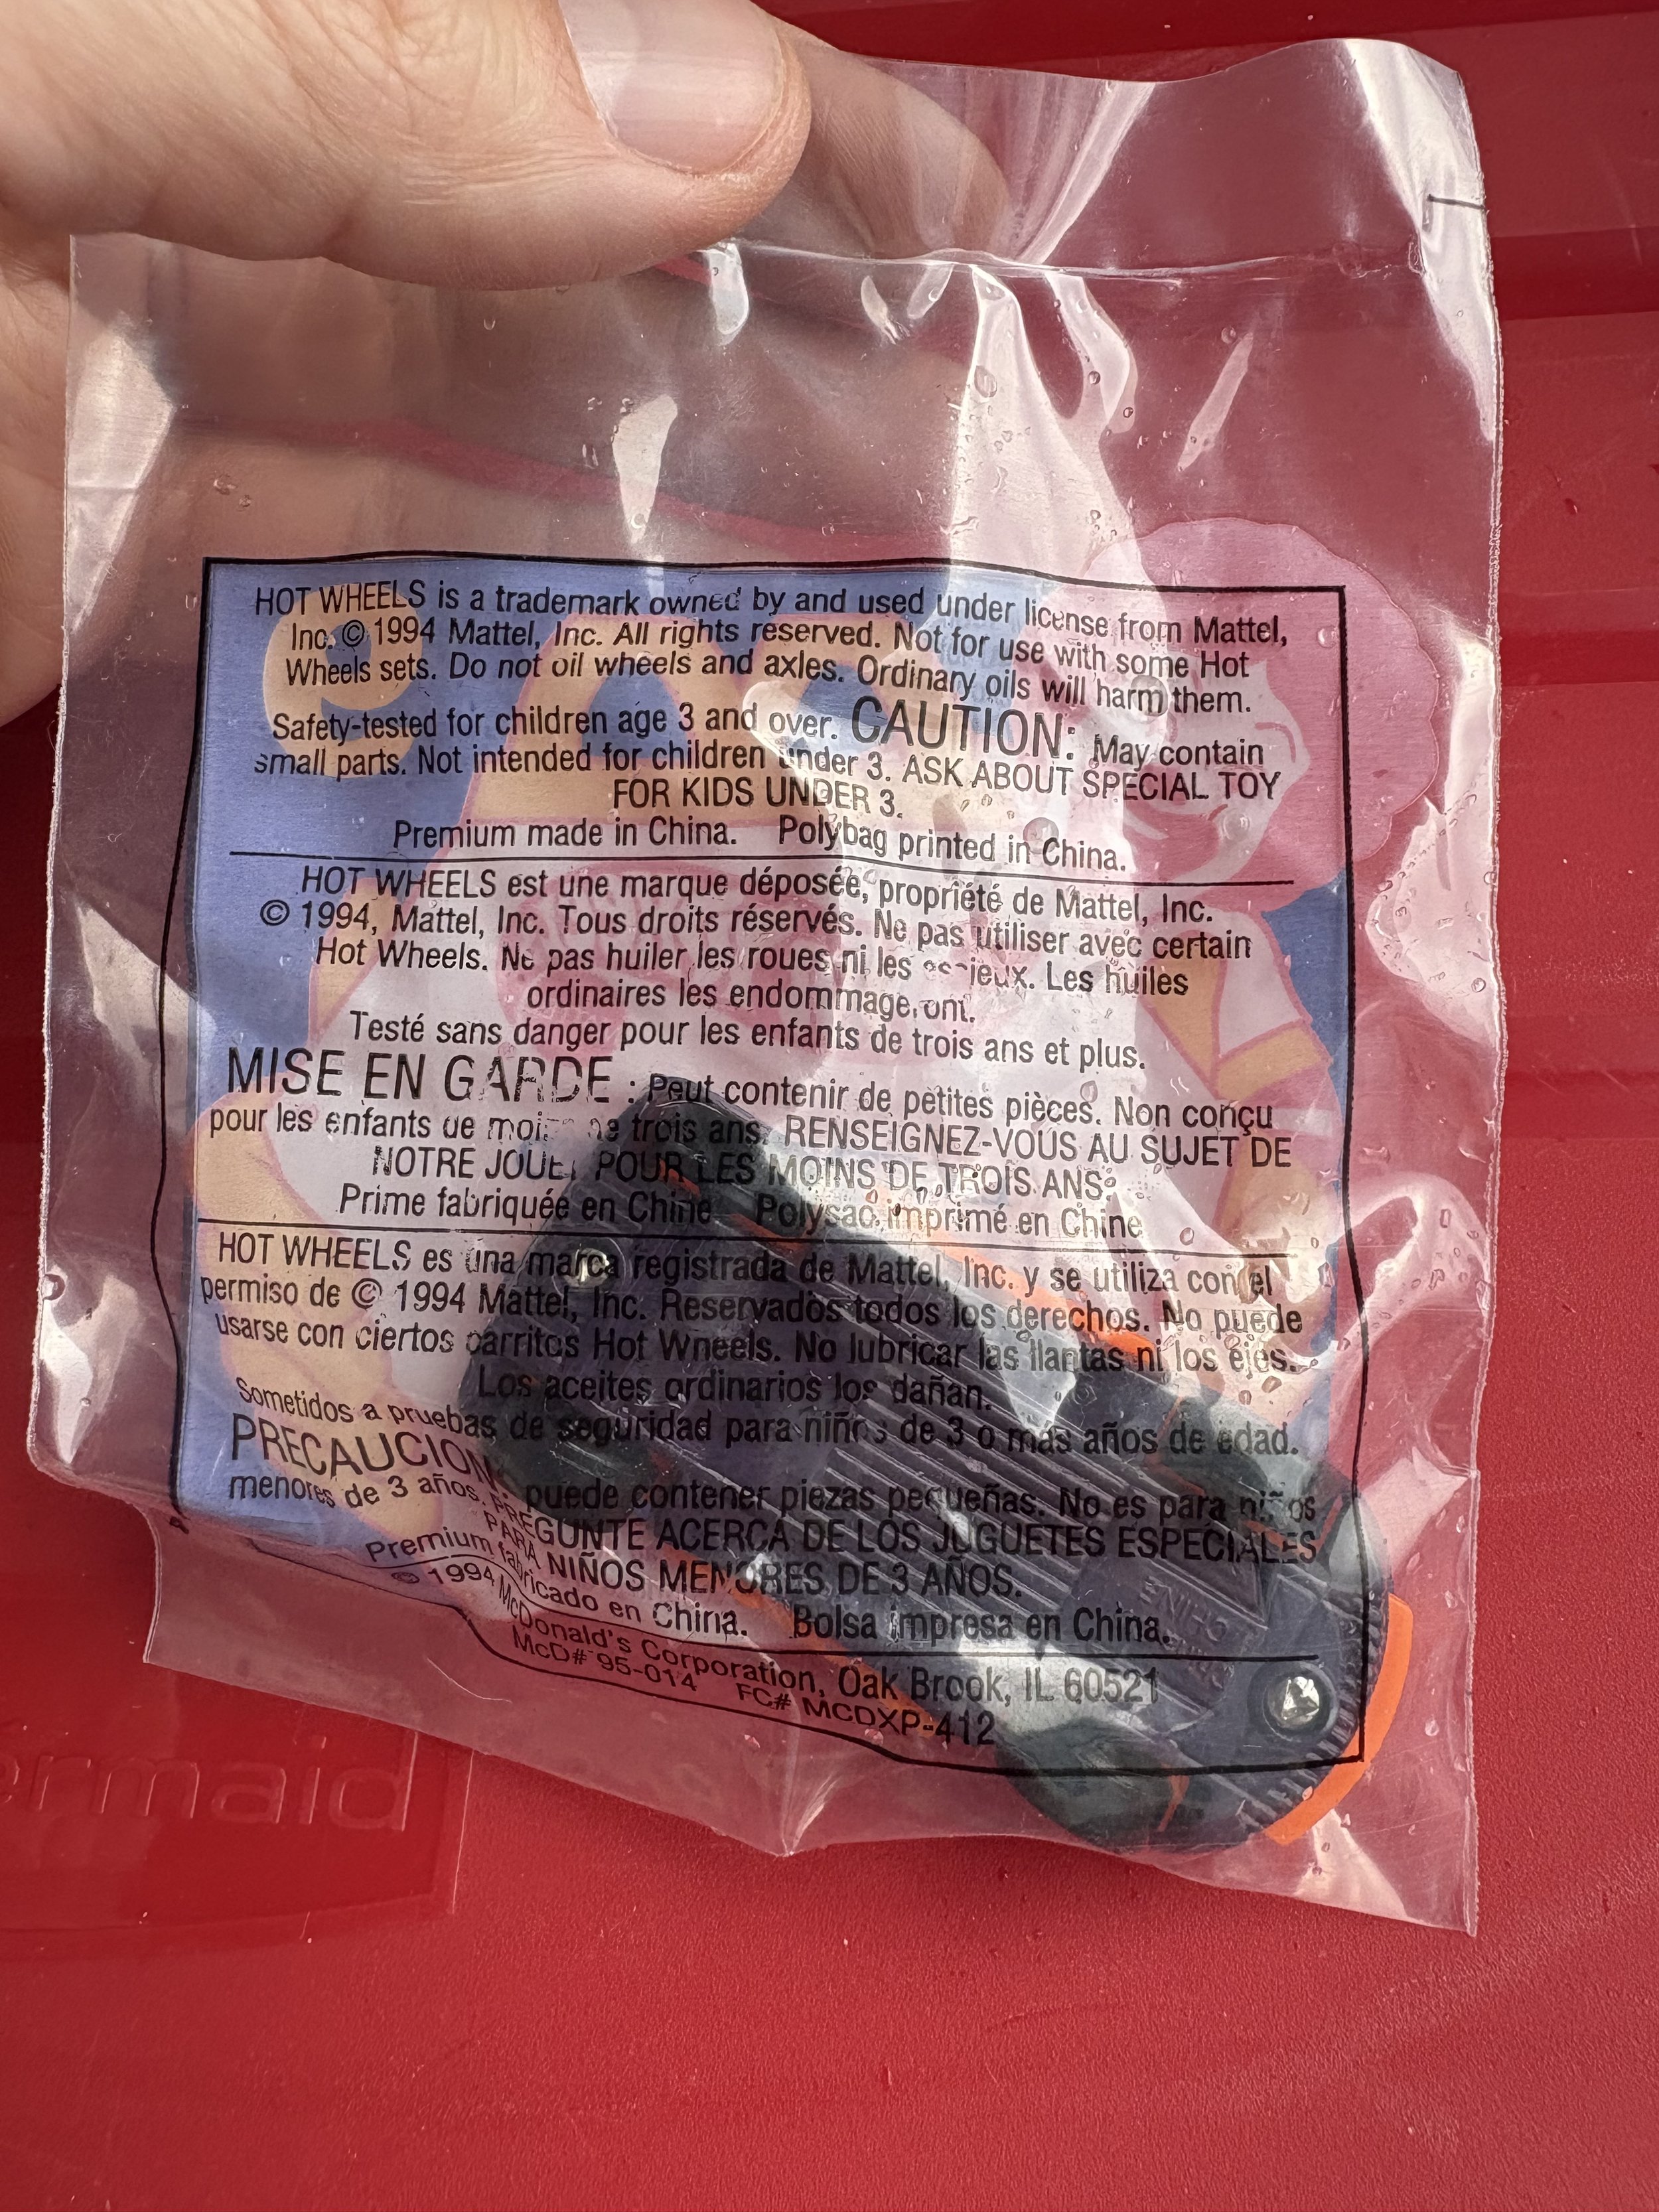 HOT WHEELS is a trademark owned by and used under license from Mattel,
Inc. © 1994 Mattel, Inc. All rights reserved. Not for use with some Hot
Wheels sets. Do not oil wheels and axles. Ordinary oils will harm them.
Safety-tested for children age 3 and over. CAUTION: May contain
small parts. Not intended for children under 3. ASK ABOUT SPECIAL TOY
FOR KIDS UNDER 3.
Premium made in China. Polybag printed in China.
HOT WHEELS est une marque déposée, propriété de Mattel, Inc.
© 1994, Mattel, Inc. Tous droits réservés. Ne pas utiliser avec certain
Hot Wheels. Ne pas huiler les roues ni les essieux. Les huiles
ordinaires les endommageront.
Testé sans danger pour les enfants de trois ans et plus.
MISE EN GARDE : Peut contenir de petites pièces. Non conçu
pour les enfants de moins de trois ans. RENSEIGNEZ-VOUS AU SUJET DE
NOTRE JOUET POUR LES MOINS DE TROIS ANS.
Prime fabriquée en Chine Polysac imprimé en Chine
HOT WHEELS es una marca registrada de Mattel, Inc. y se utiliza con el
permiso de © 1994 Mattel, Inc. Reservados todos los derechos. No puede
usarse con ciertos carritos Hot Wheels. No lubricar las llantas ni los ejes.
Los aceites ordinarios los dañan.
Sometidos a pruebas de seguridad para niños de 3 o más años de edad.
PRECAUCION: puede contener piezas pequeñas. No es para niños
menores de 3 años. PREGUNTE ACERCA DE LOS JUGUETES ESPECIALES
PARA NIÑOS MENORES DE 3 AÑOS.
Premium fabricado en China. Bolsa impresa en China.
© 1994 McDonald's Corporation, Oak Brook, IL 60521
McD# 95-014 FC# MCDXP-412
CHINE
ermaid